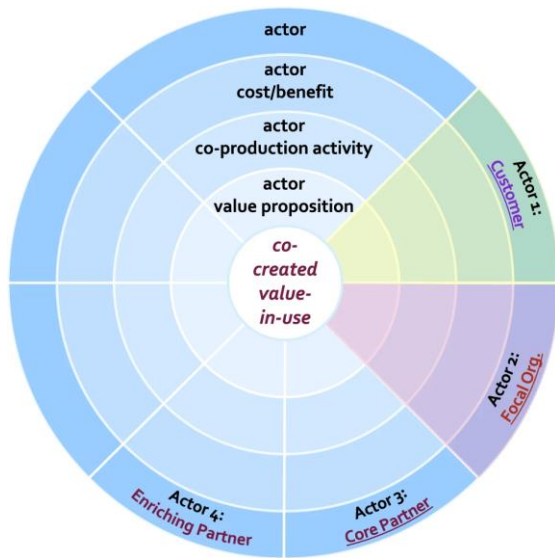 actor
actor
cost/benefit
actor
co-production activity
actor
value proposition
co-
created
value-
in-use
Actor 1:
Customer
Actor 2:
Focal Org.
Actor 3:
Core Partner
Actor 4:
Enriching Partner